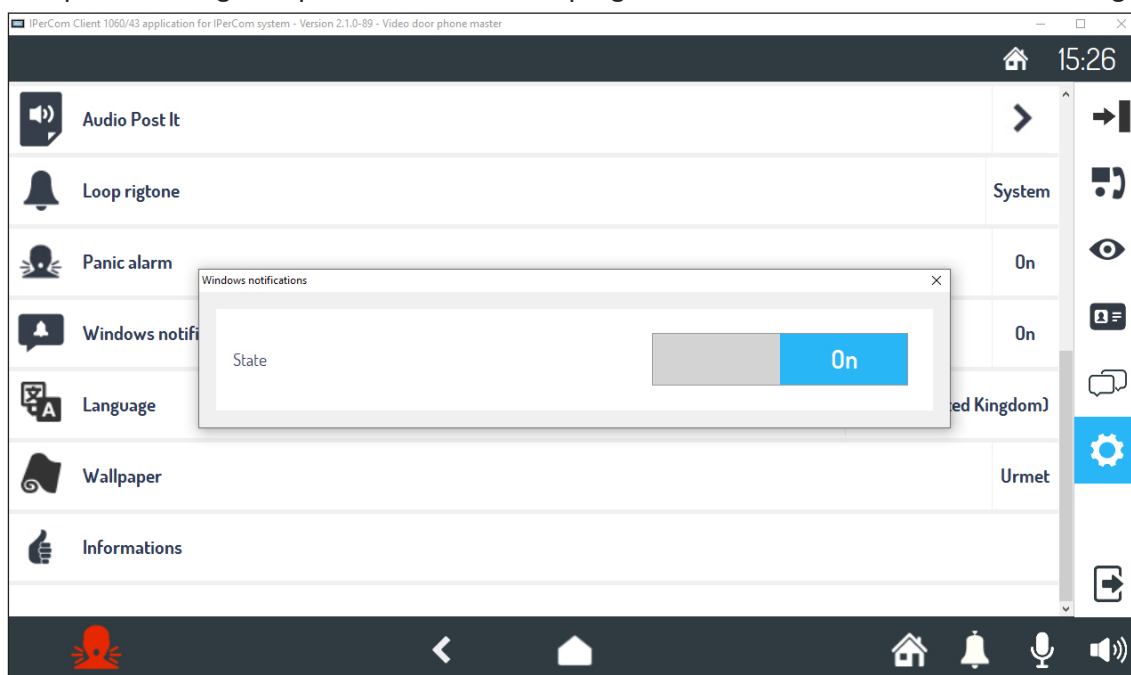 IPerCom Client 1060/43 application for IPerCom system - Version 2.1.0-89 - Video door phone master
15:26
Audio Post It
Loop rigtone
System
Panic alarm
On
Windows notifications
Windows notifi
On
State
On
Language
ed Kingdom)
Wallpaper
Urmet
Informations